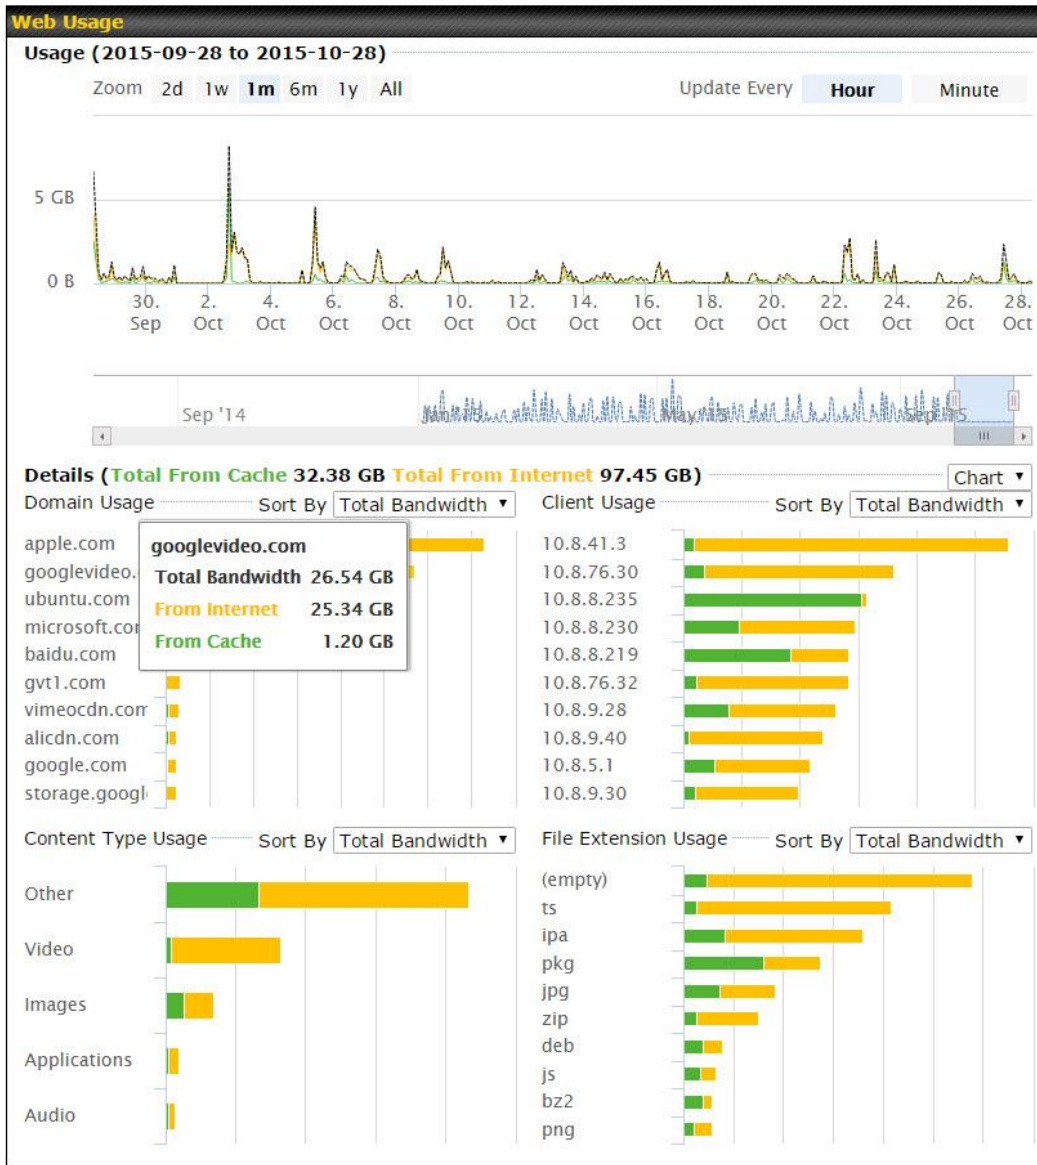 Web Usage
Usage (2015-09-28 to 2015-10-28)
Zoom 2d 1w 1m 6m 1y All Update Every Hour Minute
5 GB
0 B
30. Sep 2. Oct 4. Oct 6. Oct 8. Oct 10. Oct 12. Oct 14. Oct 16. Oct 18. Oct 20. Oct 22. Oct 24. Oct 26. Oct 28. Oct
Sep '14 Jan '15 May '15 Sep '15
Details (Total From Cache 32.38 GB Total From Internet 97.45 GB) Chart
Domain Usage Sort By Total Bandwidth
apple.com
googlevideo.
ubuntu.com
microsoft.cor
baidu.com
gvt1.com
vimeocdn.com
alicdn.com
google.com
storage.googl
googlevideo.com
Total Bandwidth 26.54 GB
From Internet 25.34 GB
From Cache 1.20 GB
Client Usage Sort By Total Bandwidth
10.8.41.3
10.8.76.30
10.8.8.235
10.8.8.230
10.8.8.219
10.8.76.32
10.8.9.28
10.8.9.40
10.8.5.1
10.8.9.30
Content Type Usage Sort By Total Bandwidth
Other
Video
Images
Applications
Audio
File Extension Usage Sort By Total Bandwidth
(empty)
ts
ipa
pkg
jpg
zip
deb
js
bz2
png